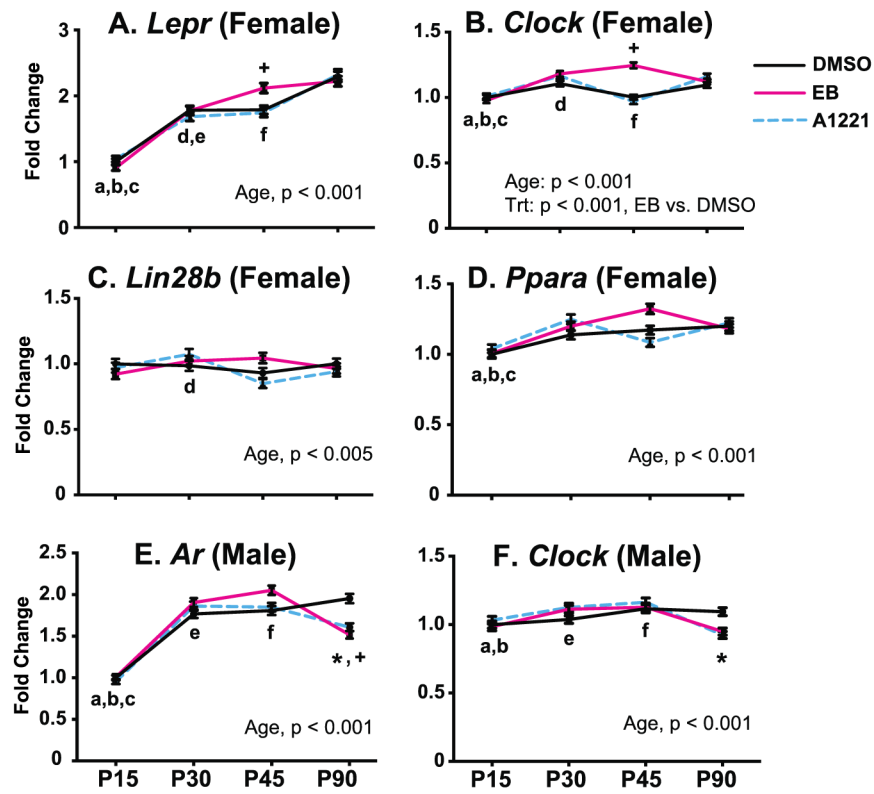 A. Lepr (Female)
Fold Change
3
2
1
0
+
d,e
f
a,b,c
Age, p < 0.001
B. Clock (Female)
1.5
1.0
0.5
0
+
a,b,c
d
f
Age: p < 0.001
Trt: p < 0.001, EB vs. DMSO
DMSO
EB
A1221
C. Lin28b (Female)
Fold Change
1.5
1.0
0.5
0
d
Age, p < 0.005
D. Ppara (Female)
1.5
1.0
0.5
0
a,b,c
Age, p < 0.001
E. Ar (Male)
Fold Change
2.5
2.0
1.5
1.0
1.5
0
a,b,c
e
f
*, +
Age, p < 0.001
P15
P30
P45
P90
F. Clock (Male)
1.5
1.0
0.5
0
a,b
e
f
*
Age, p < 0.001
P15
P30
P45
P90